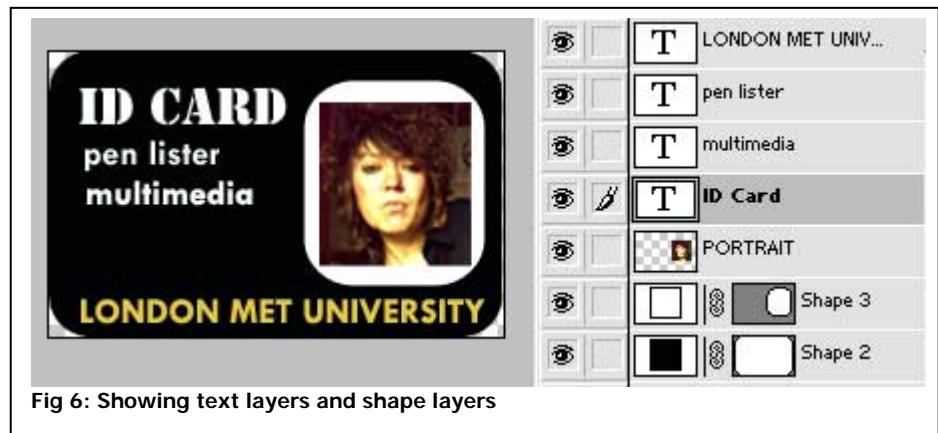 ID CARD
pen lister
multimedia
LONDON MET UNIVERSITY
T LONDON MET UNIV...
T pen lister
T multimedia
T ID Card
PORTRAIT
Shape 3
Shape 2
Fig 6: Showing text layers and shape layers